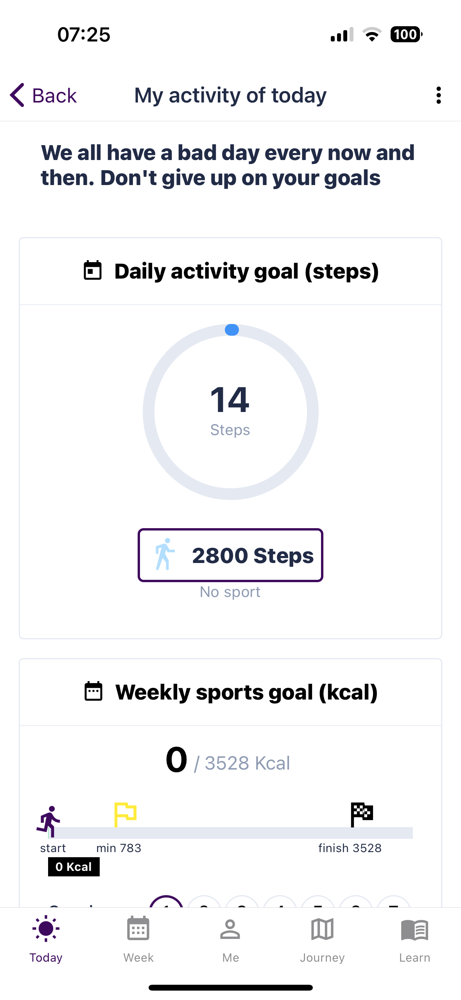 07:25
100
Back
My activity of today
We all have a bad day every now and
then. Don't give up on your goals
Daily activity goal (steps)
14
Steps
2800 Steps
No sport
Weekly sports goal (kcal)
0 / 3528 Kcal
start
min 783
finish 3528
0 Kcal
Today
Week
Me
Journey
Learn